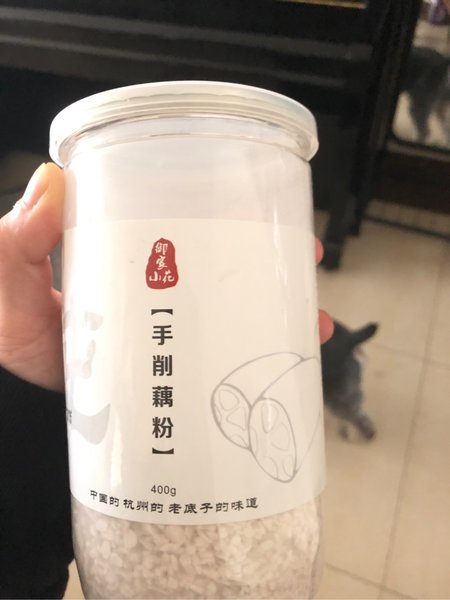 邵家
小花
【手削藕粉】
400g
中国的 杭州的 老底子的味道